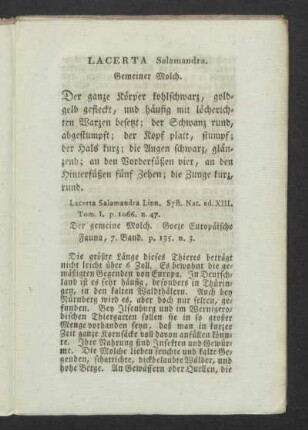 LACERTA Salamandra.
Gemeiner Molch.
Der ganze Körper kohlschwarz, gold-
gelb gefleckt, und häufig mit löcherich-
ten Warzen besetzt; der Schwanz rund,
abgestumpft; der Kopf platt, stumpf;
der Hals kurz; die Augen schwarz, glän-
zend; an den Vorderfüßen vier, an den
Hinterfüßen fünf Zehen; die Zunge kurz,
rund.
Lacerta Salamandra Linn. Syst. Nat. ed. XIII.
Tom. I. p. 1066. n. 47.
Der gemeine Molch. Goeze Europäische
Fauna, 7. Band. p. 135. n. 3.
Die größte Länge dieses Thieres beträgt
nicht leicht über 6 Zoll. Es bewohnt die ge-
mäßigten Gegenden von Europa. In Deutsch-
land ist es sehr häufig, besonders in Thürin-
gen, in den kalten Waldthälern. Auch bey
Nürnberg wird es, aber doch nur selten, ge-
funden. Bey Ilsenburg und im Wernigero-
dischen Thiergarten sollen sie in so großer
Menge vorhanden seyn, daß man in kurzer
Zeit ganze Kornsäcke voll davon anfüllen könn-
te. Ihre Nahrung sind Insekten und Gewür-
me. Die Molche lieben feuchte und kalte Ge-
genden, schattichte, dickbelaubte Wälder, und
hohe Berge. An Gewässern oder Quellen, die